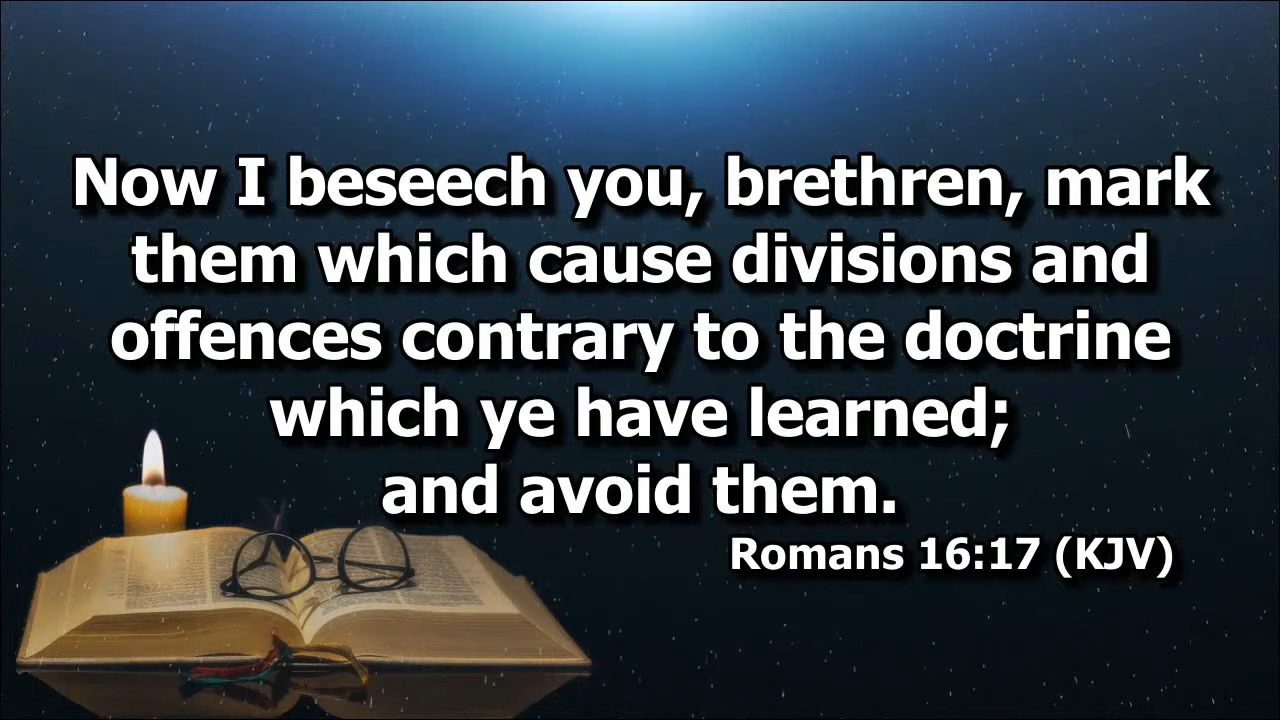 Now I beseech you, brethren, mark
them which cause divisions and
offences contrary to the doctrine
which ye have learned;
and avoid them.
Romans 16:17 (KJV)